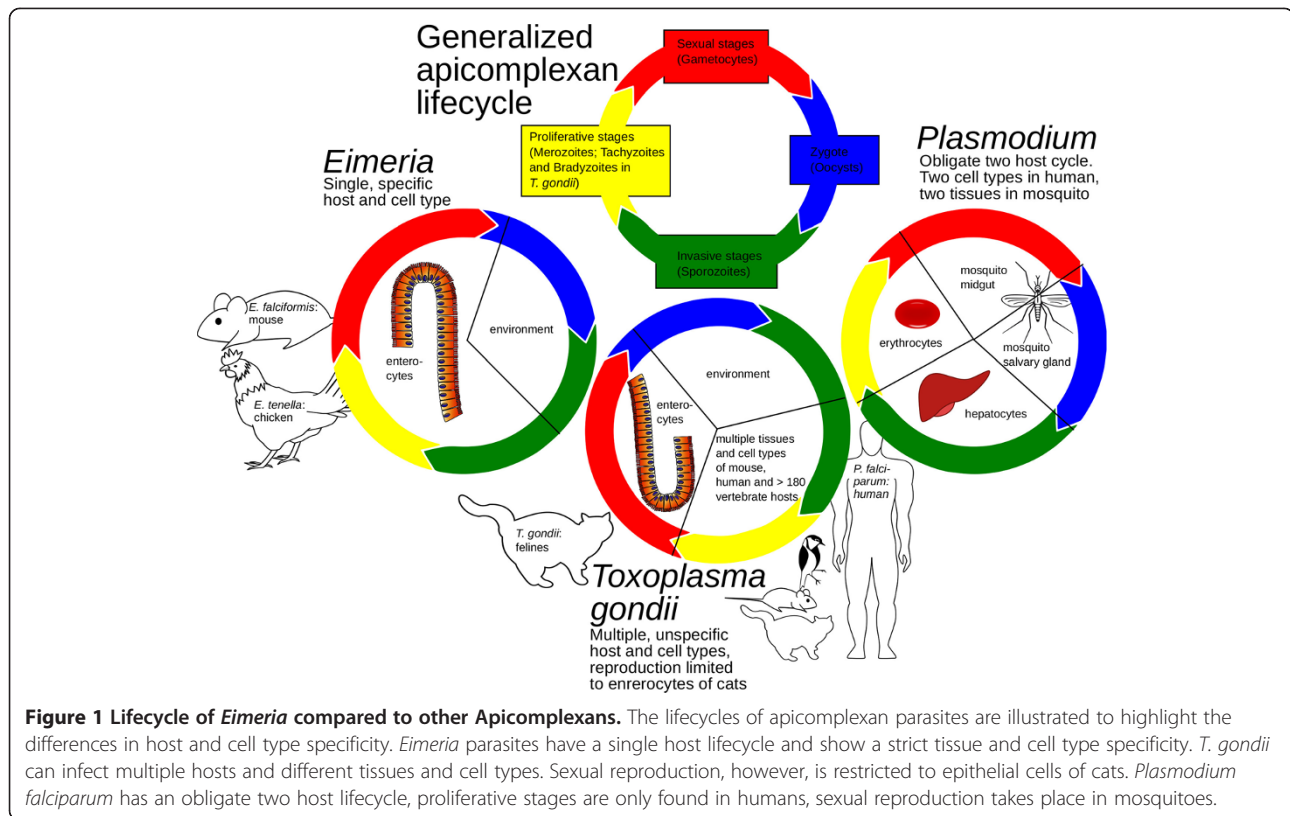 Generalized
apicomplexan
lifecycle
Sexual stages
(Gametocytes)
Proliferative stages
(Merozoites; Tachyzoites
and Bradyzoites in
T. gondii)
Zygote
(Oocysts)
Invasive stages
(Sporozoites)
Eimeria
Single, specific
host and cell type
E. falciformis:
mouse
E. tenella:
chicken
entero-
cytes
environment
Plasmodium
Obligate two host cycle.
Two cell types in human,
two tissues in mosquito
mosquito
midgut
erythrocytes
mosquito
salvary gland
hepatocytes
P. falci-
parum:
human
environment
entero-
cytes
multiple tissues
and cell types
of mouse,
human and > 180
vertebrate hosts
T. gondii:
felines
Toxoplasma
gondii
Multiple, unspecific
host and cell types,
reproduction limited
to enrerocytes of cats
Figure 1 Lifecycle of Eimeria compared to other Apicomplexans. The lifecycles of apicomplexan parasites are illustrated to highlight the
differences in host and cell type specificity. Eimeria parasites have a single host lifecycle and show a strict tissue and cell type specificity. T. gondii
can infect multiple hosts and different tissues and cell types. Sexual reproduction, however, is restricted to epithelial cells of cats. Plasmodium
falciparum has an obligate two host lifecycle, proliferative stages are only found in humans, sexual reproduction takes place in mosquitoes.